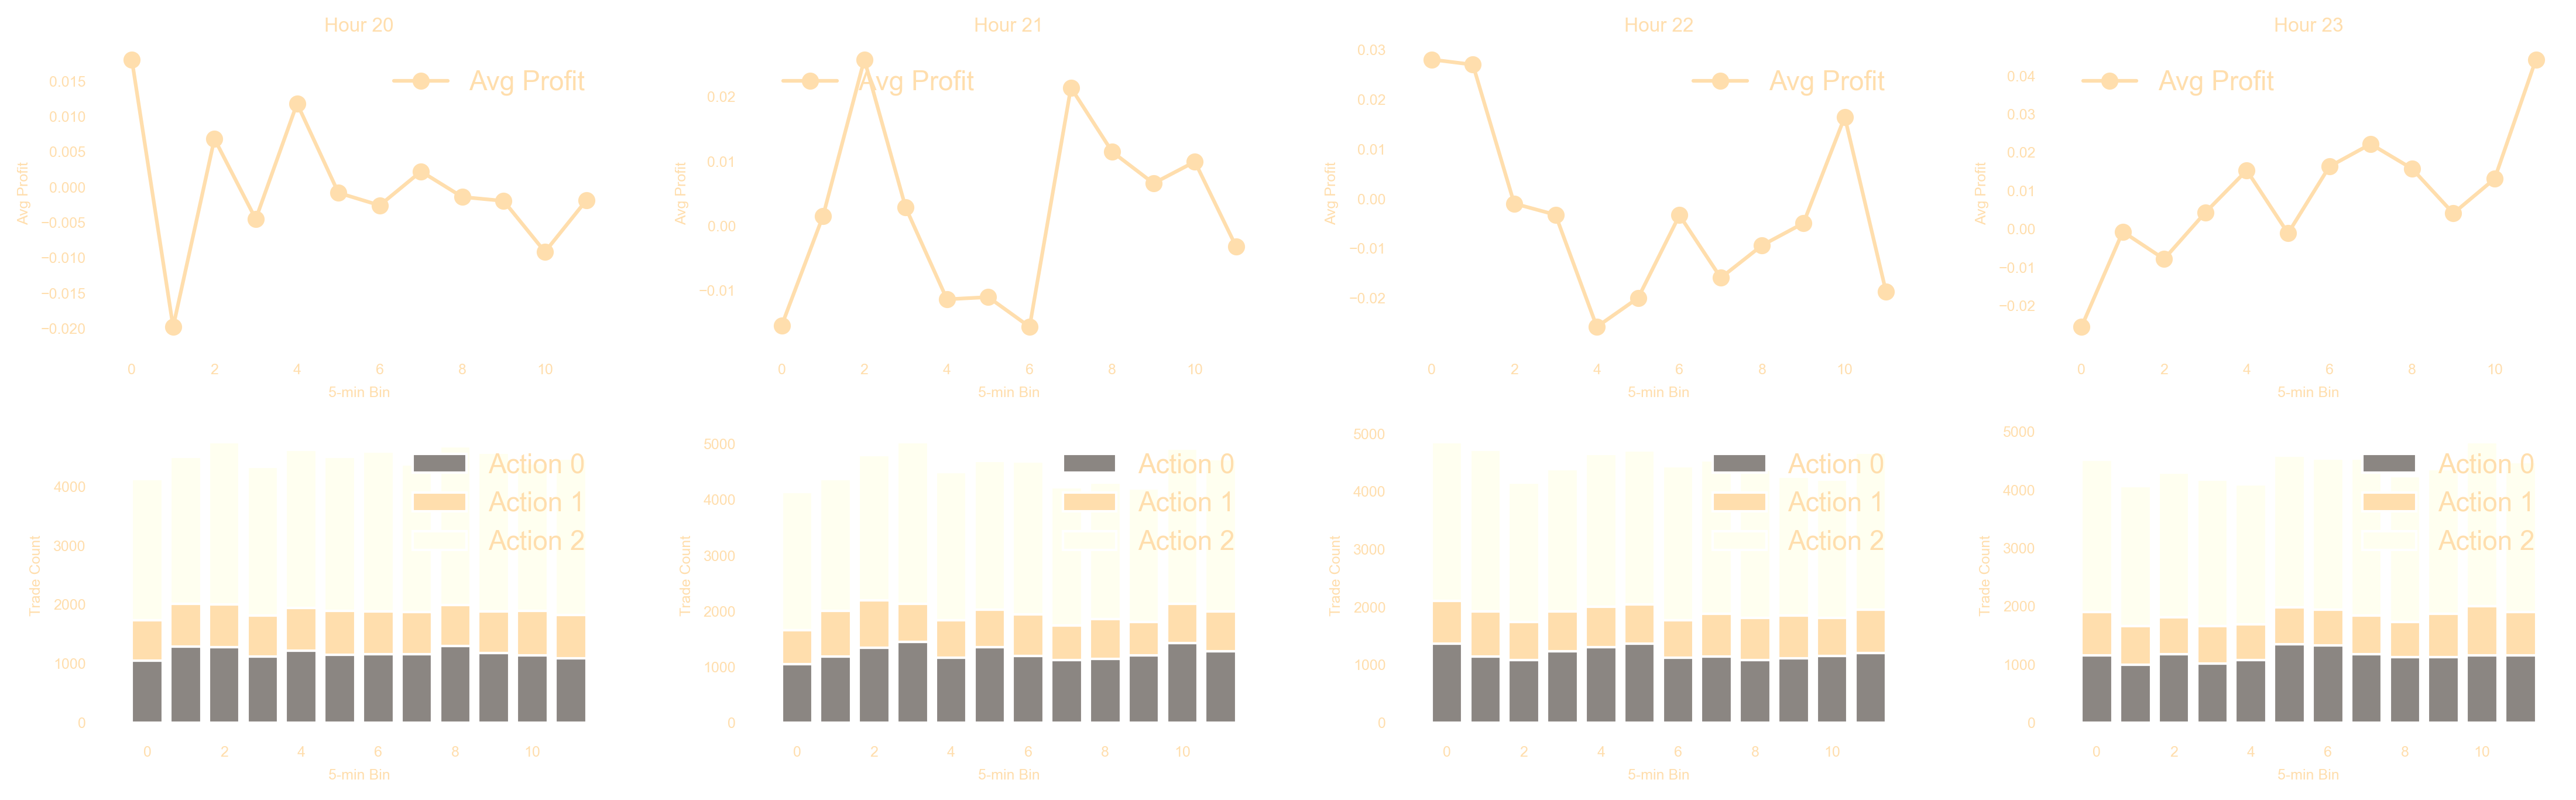 Hour 20
Avg Profit
0.015
0.010
0.005
0.000
−0.005
−0.010
−0.015
−0.020
Avg Profit
0 2 4 6 8 10
5-min Bin
Hour 21
Avg Profit
0.02
0.01
0.00
−0.01
Avg Profit
0 2 4 6 8 10
5-min Bin
Hour 22
Avg Profit
0.03
0.02
0.01
0.00
−0.01
−0.02
Avg Profit
0 2 4 6 8 10
5-min Bin
Hour 23
Avg Profit
0.04
0.03
0.02
0.01
0.00
−0.01
−0.02
Avg Profit
0 2 4 6 8 10
5-min Bin
Action 0
Action 1
Action 2
4000
3000
2000
1000
0
Trade Count
0 2 4 6 8 10
5-min Bin
Action 0
Action 1
Action 2
5000
4000
3000
2000
1000
0
Trade Count
0 2 4 6 8 10
5-min Bin
Action 0
Action 1
Action 2
5000
4000
3000
2000
1000
0
Trade Count
0 2 4 6 8 10
5-min Bin
Action 0
Action 1
Action 2
5000
4000
3000
2000
1000
0
Trade Count
0 2 4 6 8 10
5-min Bin